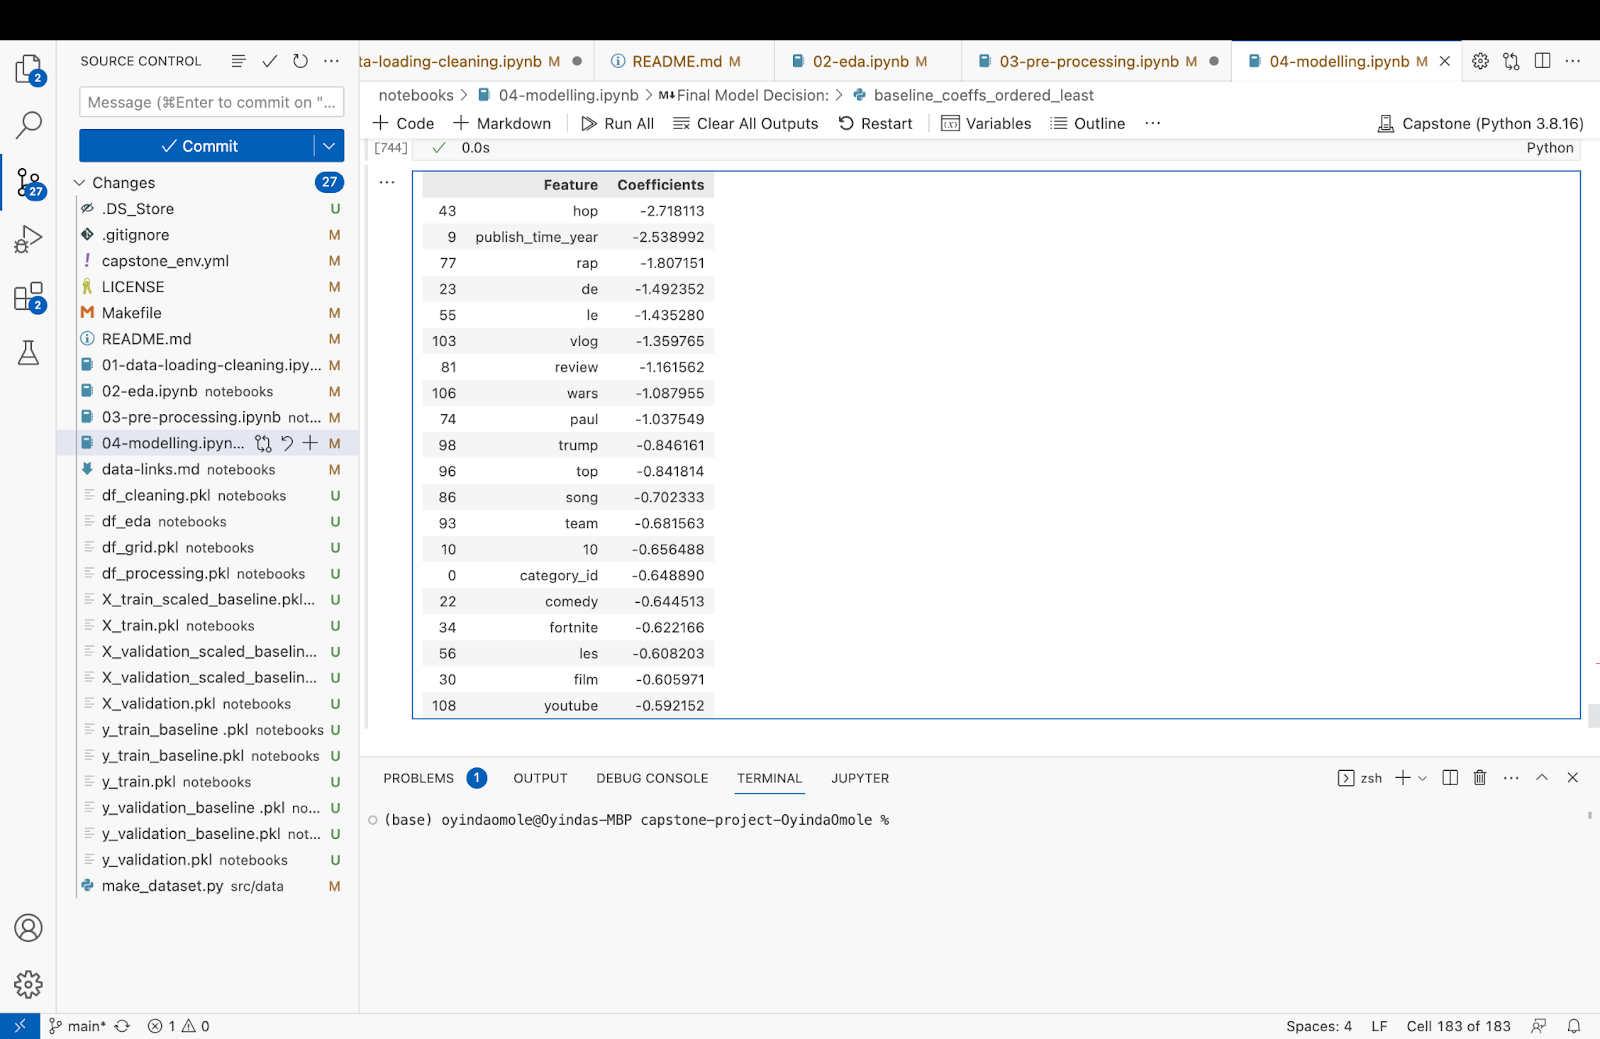 SOURCE CONTROL
2
Message (⌘Enter to commit on "...
Commit
27
Changes 27
.DS_Store U
.gitignore M
capstone_env.yml M
LICENSE M
Makefile M
README.md M
01-data-loading-cleaning.ipy... M
02-eda.ipynb notebooks M
03-pre-processing.ipynb not... M
04-modelling.ipyn... M
data-links.md notebooks M
df_cleaning.pkl notebooks U
df_eda notebooks U
df_grid.pkl notebooks U
df_processing.pkl notebooks U
X_train_scaled_baseline.pkl... U
X_train.pkl notebooks U
X_validation_scaled_baselin... U
X_validation_scaled_baselin... U
X_validation.pkl notebooks U
y_train_baseline .pkl notebooks U
y_train_baseline.pkl notebooks U
y_train.pkl notebooks U
y_validation_baseline .pkl no... U
y_validation_baseline.pkl not... U
y_validation.pkl notebooks U
make_dataset.py src/data M
2
ta-loading-cleaning.ipynb M
README.md M
02-eda.ipynb M
03-pre-processing.ipynb M
04-modelling.ipynb M
notebooks > 04-modelling.ipynb > M↓Final Model Decision: > baseline_coeffs_ordered_least
+ Code + Markdown Run All Clear All Outputs Restart Variables Outline ... Capstone (Python 3.8.16)
[744] 0.0s Python
Feature Coefficients
43 hop -2.718113
9 publish_time_year -2.538992
77 rap -1.807151
23 de -1.492352
55 le -1.435280
103 vlog -1.359765
81 review -1.161562
106 wars -1.087955
74 paul -1.037549
98 trump -0.846161
96 top -0.841814
86 song -0.702333
93 team -0.681563
10 10 -0.656488
0 category_id -0.648890
22 comedy -0.644513
34 fortnite -0.622166
56 les -0.608203
30 film -0.605971
108 youtube -0.592152
PROBLEMS 1 OUTPUT DEBUG CONSOLE TERMINAL JUPYTER
zsh
(base) oyindaomole@Oyindas-MBP capstone-project-OyindaOmole %
main* 1 0
Spaces: 4 LF Cell 183 of 183